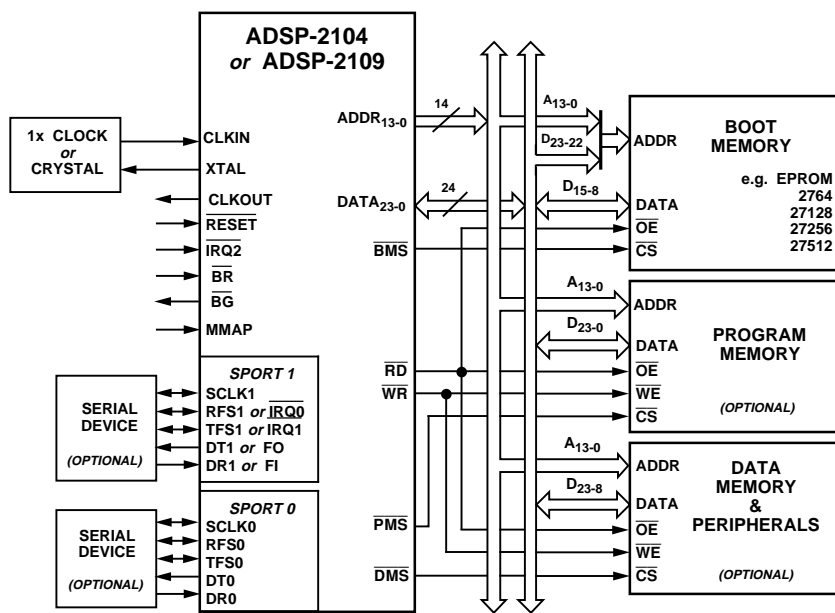 ADSP-2104
or ADSP-2109
1x CLOCK
or
CRYSTAL
CLKIN
XTAL
CLKOUT
RESET
IRQ2
BR
BG
MMAP
ADDR13-0
14
DATA23-0
24
BMS
RD
WR
PMS
DMS
SPORT 1
SCLK1
RFS1 or IRQ0
TFS1 or IRQ1
DT1 or FO
DR1 or FI
SERIAL
DEVICE
(OPTIONAL)
SPORT 0
SCLK0
RFS0
TFS0
DT0
DR0
SERIAL
DEVICE
(OPTIONAL)
A13-0
D23-22
D15-8
ADDR
DATA
OE
CS
BOOT
MEMORY
e.g. EPROM
2764
27128
27256
27512
A13-0
D23-0
ADDR
DATA
OE
WE
CS
PROGRAM
MEMORY
(OPTIONAL)
A13-0
D23-8
ADDR
DATA
OE
WE
CS
DATA
MEMORY
&
PERIPHERALS
(OPTIONAL)